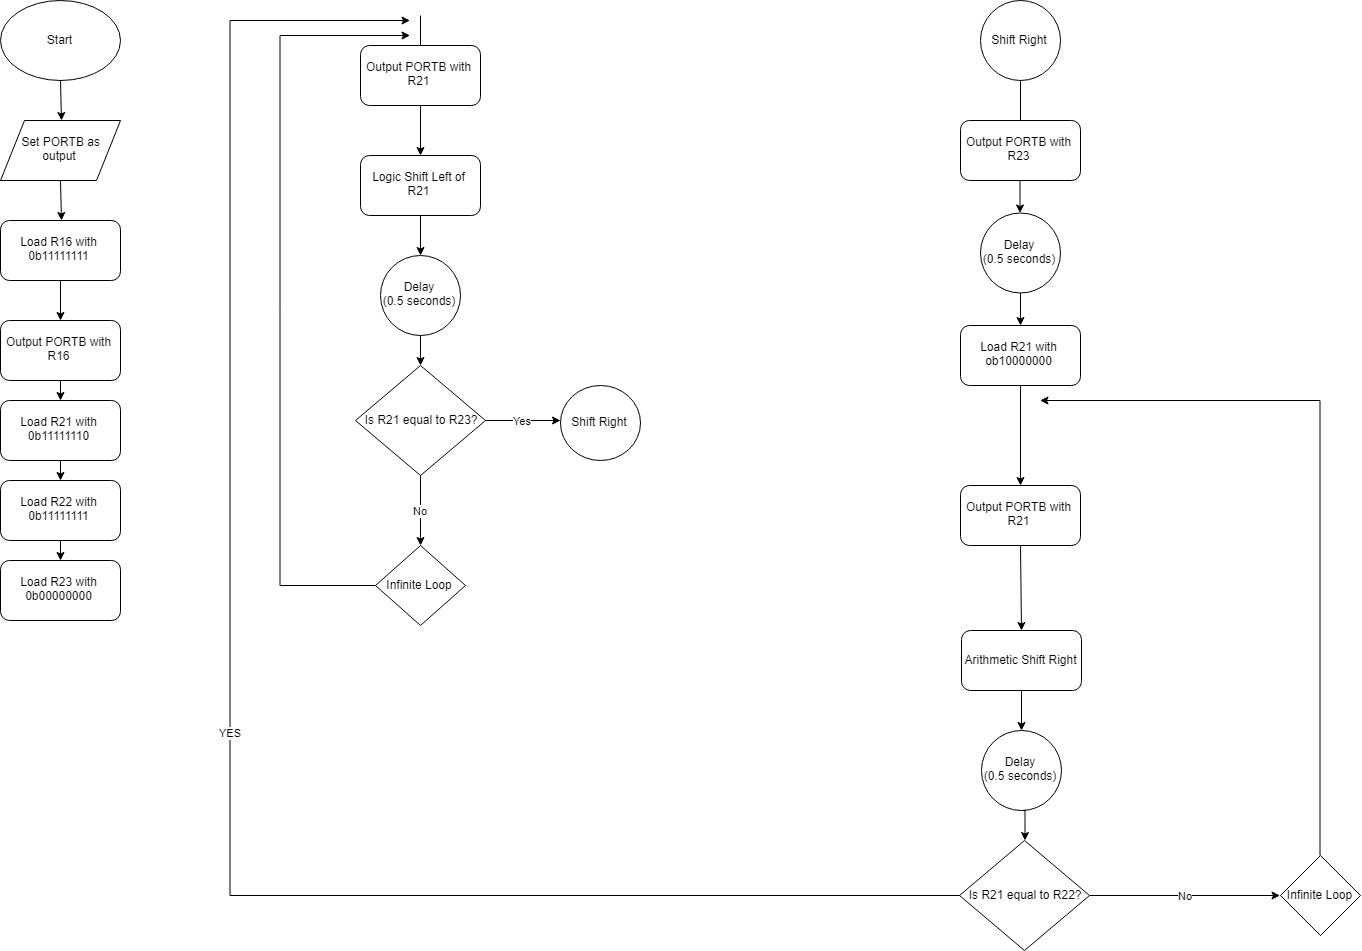 Start
Set PORTB as
output
Load R16 with
0b11111111
Output PORTB with
R16
Load R21 with
0b11111110
Load R22 with
0b11111111
Load R23 with
0b00000000
Output PORTB with
R21
Logic Shift Left of
R21
Delay
(0.5 seconds)
Is R21 equal to R23?
Yes
Shift Right
No
Infinite Loop
YES
Shift Right
Output PORTB with
R23
Delay
(0.5 seconds)
Load R21 with
ob10000000
Output PORTB with
R21
Arithmetic Shift Right
Delay
(0.5 seconds)
Is R21 equal to R22?
No
Infinite Loop